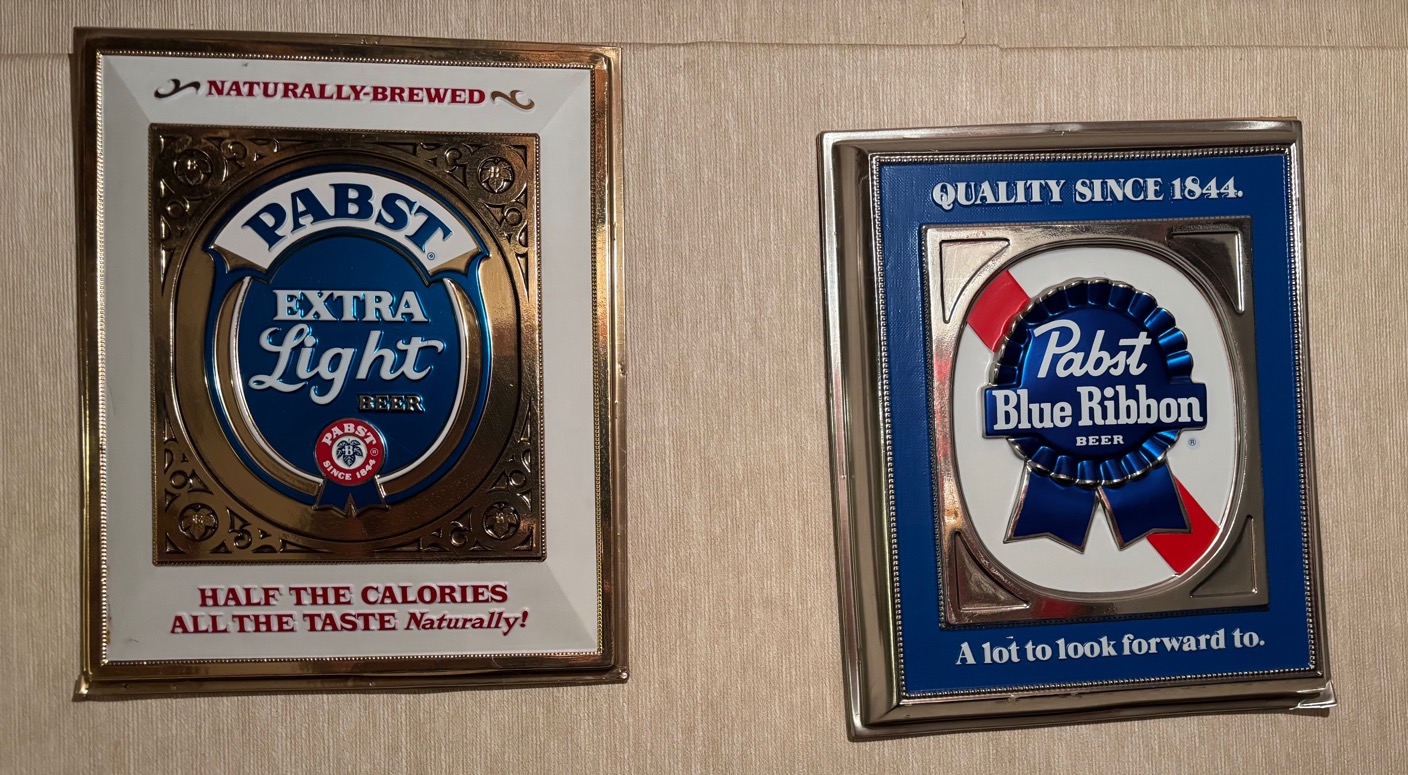 NATURALLY-BREWED
PABST
EXTRA
Light
BEER
PABST
B
SINCE 1844
HALF THE CALORIES
ALL THE TASTE Naturally!
QUALITY SINCE 1844.
Pabst
Blue Ribbon
BEER
A lot to look forward to.